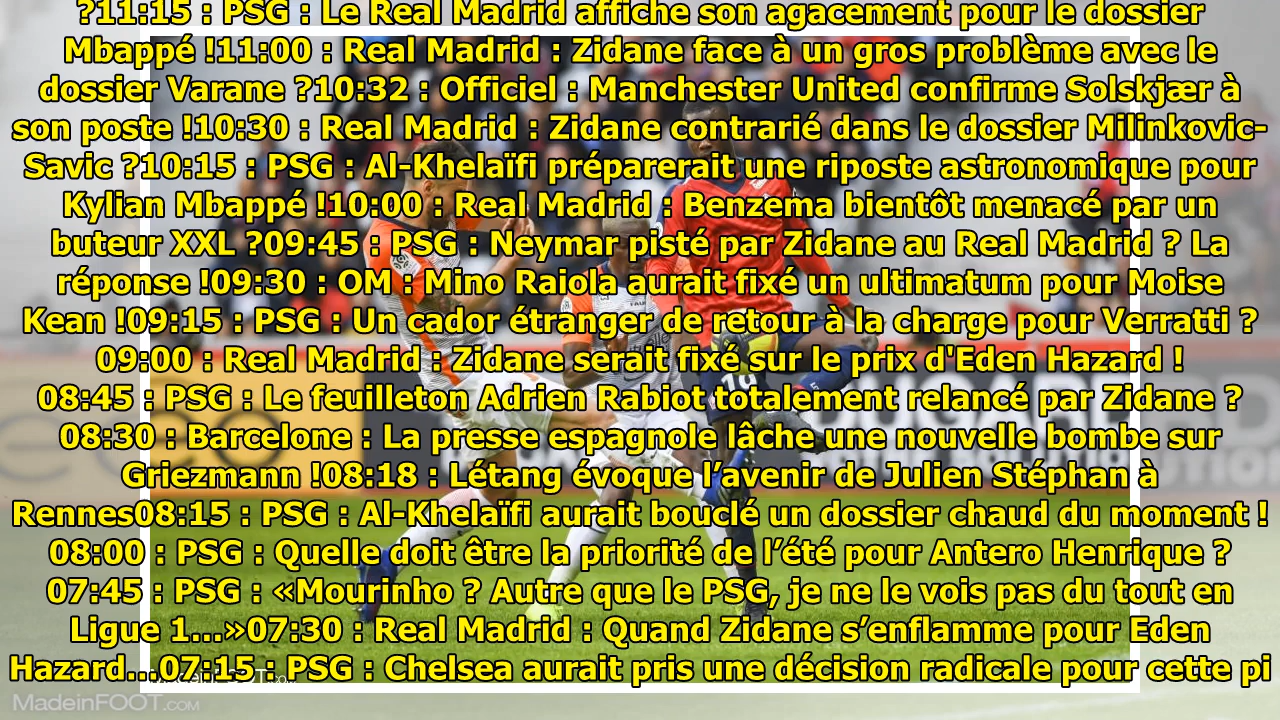 ?11:15 : PSG : Le Real Madrid affiche son agacement pour le dossier
Mbappé !11:00 : Real Madrid : Zidane face à un gros problème avec le
dossier Varane ?10:32 : Officiel : Manchester United confirme Solskjær à
son poste !10:30 : Real Madrid : Zidane contrarié dans le dossier Milinkovic-
Savic ?10:15 : PSG : Al-Khelaïfi préparerait une riposte astronomique pour
Kylian Mbappé !10:00 : Real Madrid : Benzema bientôt menacé par un
buteur XXL ?09:45 : PSG : Neymar pisté par Zidane au Real Madrid ? La
réponse !09:30 : OM : Mino Raiola aurait fixé un ultimatum pour Moise
Kean !09:15 : PSG : Un cador étranger de retour à la charge pour Verratti ?
09:00 : Real Madrid : Zidane serait fixé sur le prix d'Eden Hazard !
08:45 : PSG : Le feuilleton Adrien Rabiot totalement relancé par Zidane ?
08:30 : Barcelone : La presse espagnole lâche une nouvelle bombe sur
Griezmann !08:18 : Létang évoque l’avenir de Julien Stéphan à
Rennes08:15 : PSG : Al-Khelaïfi aurait bouclé un dossier chaud du moment !
08:00 : PSG : Quelle doit être la priorité de l’été pour Antero Henrique ?
07:45 : PSG : «Mourinho ? Autre que le PSG, je ne le vois pas du tout en
Ligue 1...»07:30 : Real Madrid : Quand Zidane s’enflamme pour Eden
Hazard...07:15 : PSG : Chelsea aurait pris une décision radicale pour cette pi
MadeinFOOT.COM